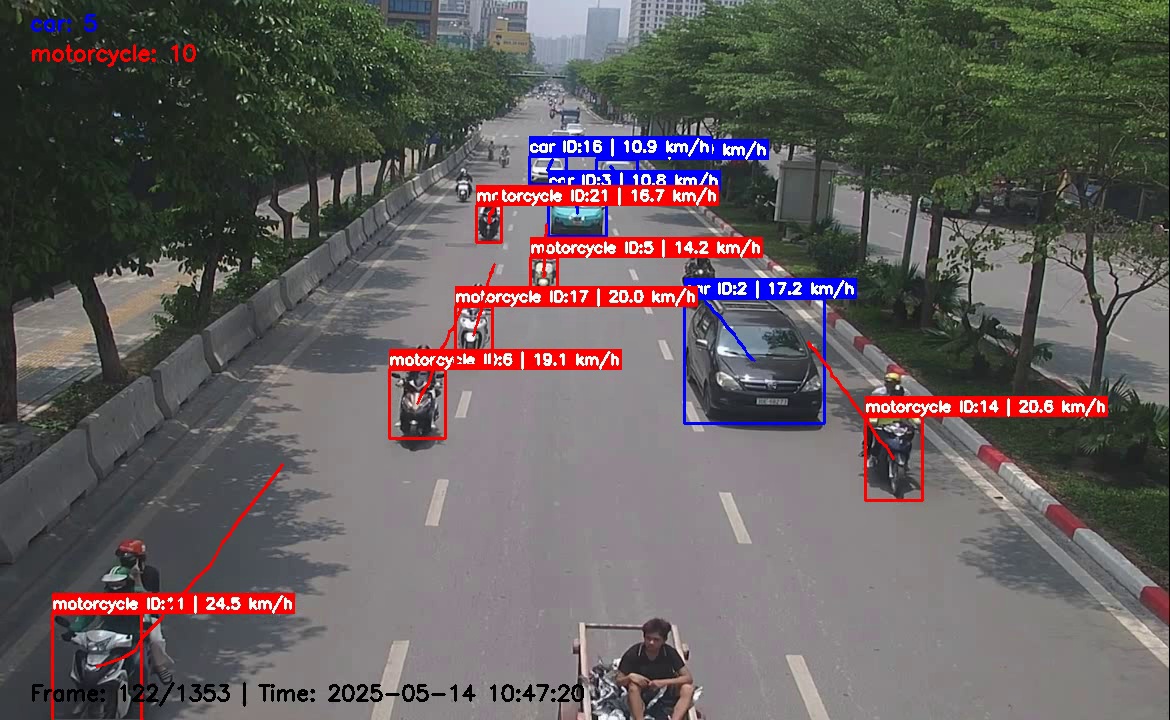 car: 5
motorcycle: 10
car ID:16 | 10.9 km/h
km/h
car ID:3 | 10.8 km/h
motorcycle ID:21 | 16.7 km/h
motorcycle ID:5 | 14.2 km/h
car ID:2 | 17.2 km/h
motorcycle ID:17 | 20.0 km/h
motorcycle ID:6 | 19.1 km/h
motorcycle ID:14 | 20.6 km/h
motorcycle ID:11 | 24.5 km/h
Frame: 122/1353 | Time: 2025-05-14 10:47:20